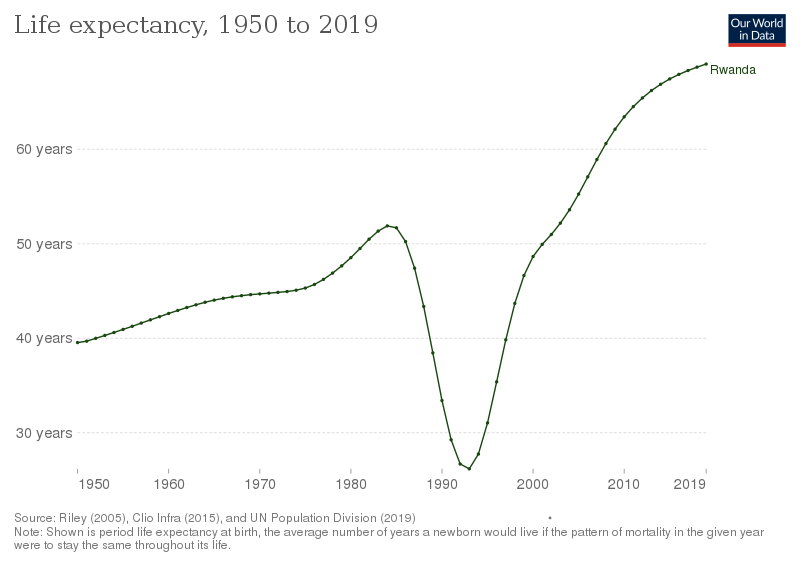 Life expectancy, 1950 to 2019
Our World
in Data
Rwanda
60 years
50 years
40 years
30 years
1950 1960 1970 1980 1990 2000 2010 2019
Source: Riley (2005), Clio Infra (2015), and UN Population Division (2019)
Note: Shown is period life expectancy at birth, the average number of years a newborn would live if the pattern of mortality in the given year
were to stay the same throughout its life.